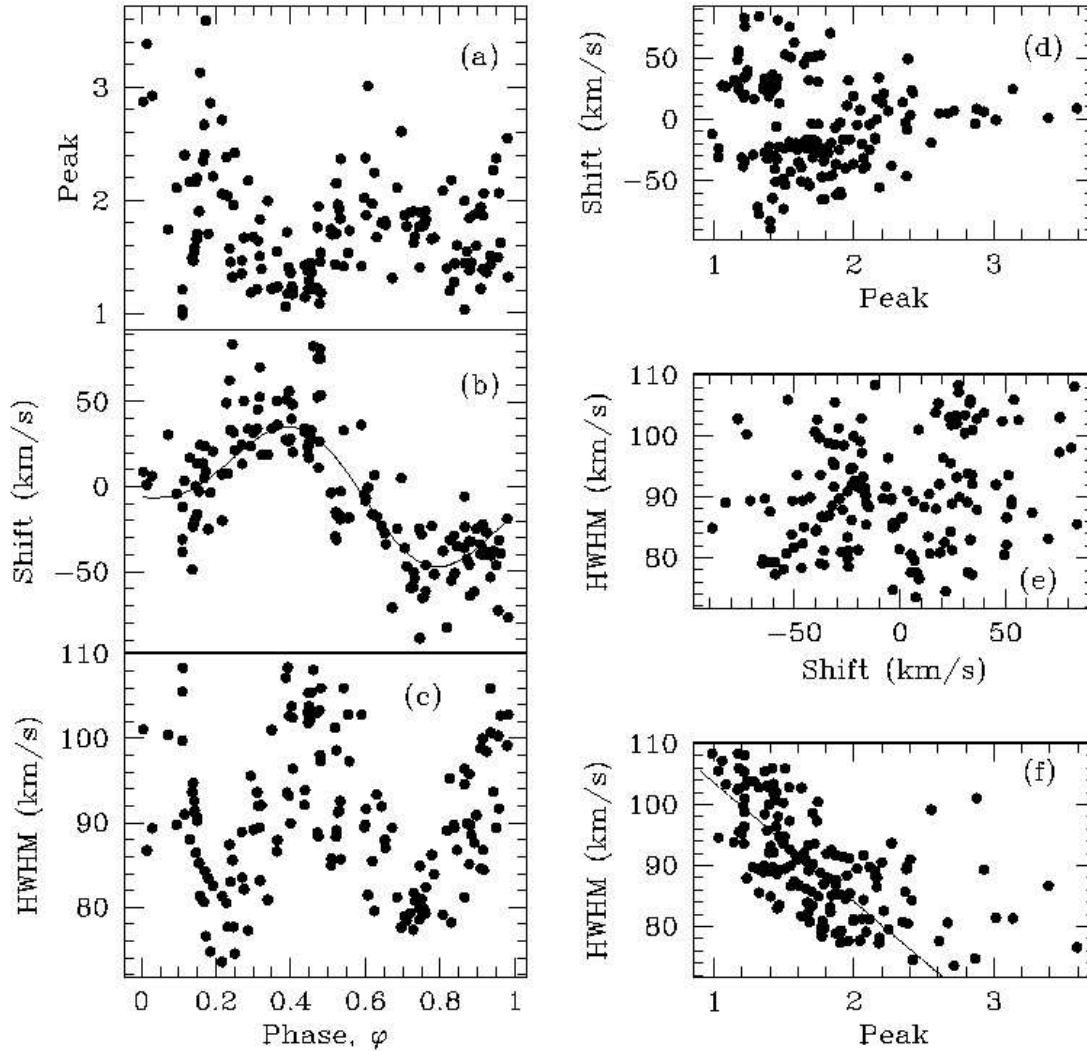 (a)
3
2
1
Peak
(b)
50
0
−50
Shift (km/s)
(c)
110
100
90
80
HWHM (km/s)
0 0.2 0.4 0.6 0.8 1
Phase, φ
(d)
50
0
−50
Shift (km/s)
1 2 3
Peak
110
100
90
80
HWHM (km/s)
(e)
−50 0 50
Shift (km/s)
(f)
110
100
90
80
HWHM (km/s)
1 2 3
Peak